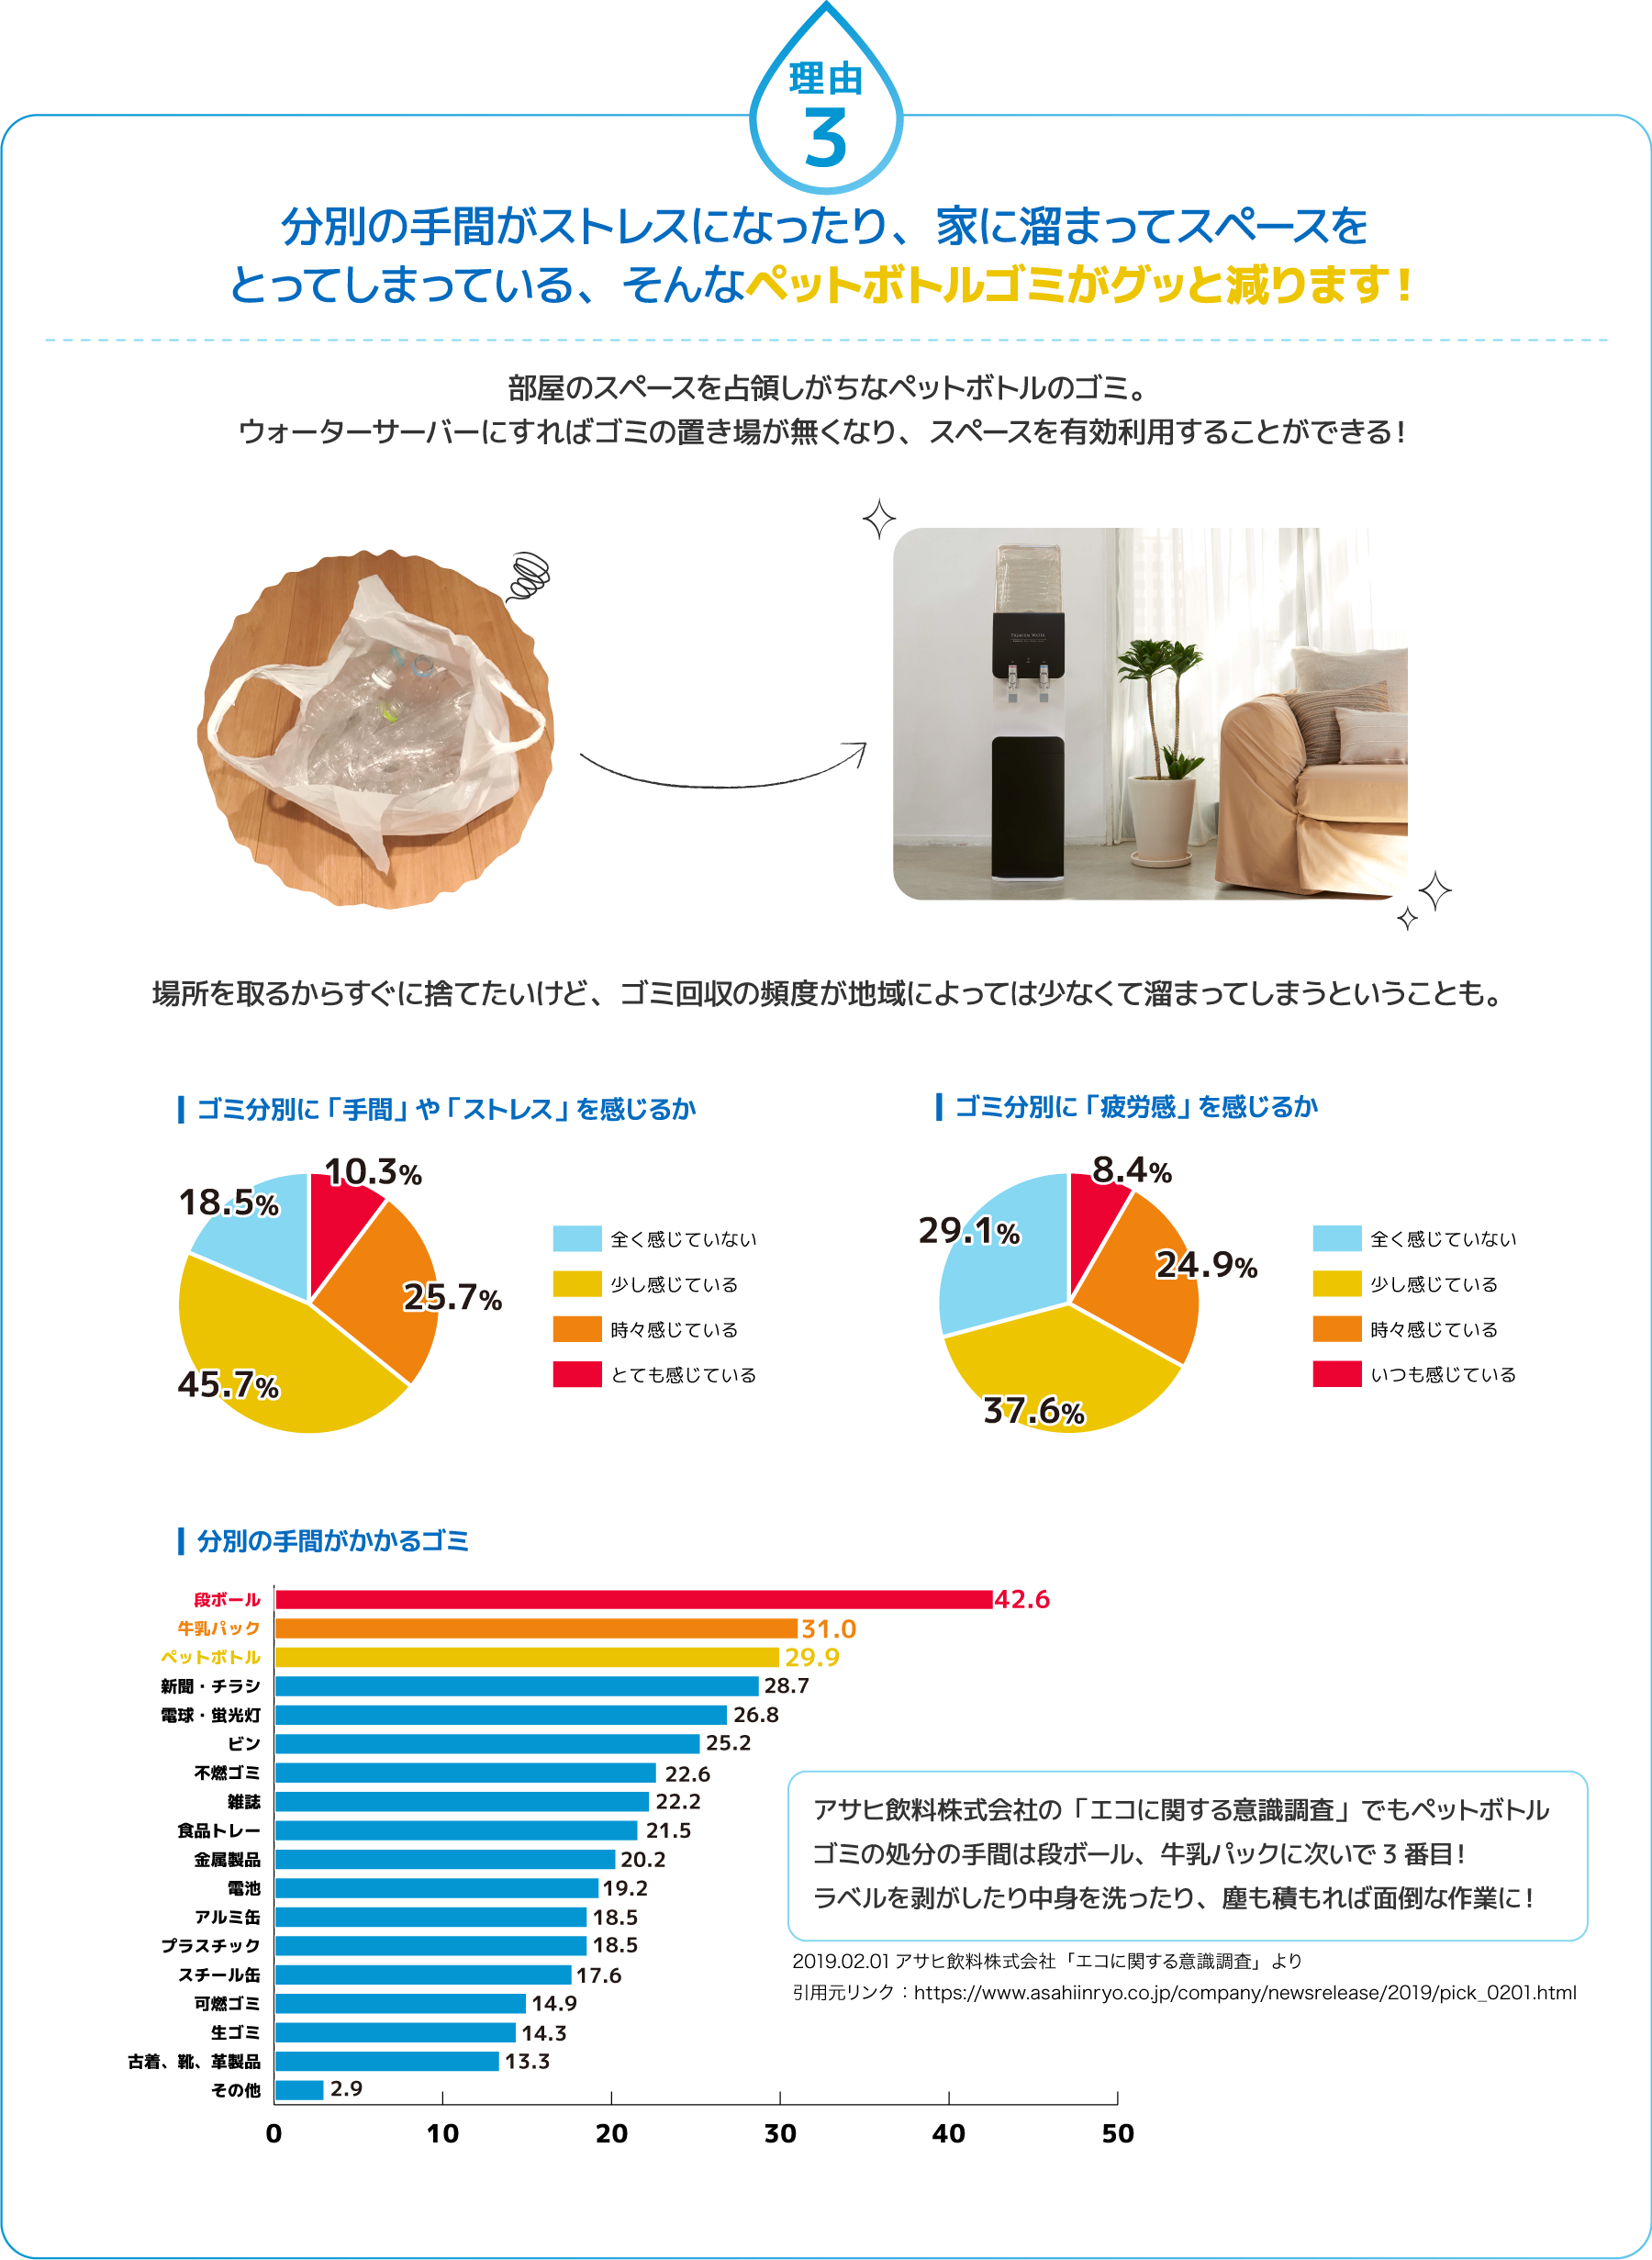 理由
3
分別の手間がストレスになったり、家に溜まってスペースを
とってしまっている、そんなペットボトルゴミがグッと減ります！
部屋のスペースを占領しがちなペットボトルのゴミ。
ウォーターサーバーにすればゴミの置き場が無くなり、スペースを有効利用することができる！
PREMIUM WATER
場所を取るからすぐに捨てたいけど、ゴミ回収の頻度が地域によっては少なくて溜まってしまうということも。
ゴミ分別に「手間」や「ストレス」を感じるか
10.3%
18.5%
25.7%
45.7%
全く感じていない
少し感じている
時々感じている
とても感じている
ゴミ分別に「疲労感」を感じるか
8.4%
29.1%
24.9%
37.6%
全く感じていない
少し感じている
時々感じている
いつも感じている
分別の手間がかかるゴミ
段ボール 42.6
牛乳パック 31.0
ペットボトル 29.9
新聞・チラシ 28.7
電球・蛍光灯 26.8
ビン 25.2
不燃ゴミ 22.6
雑誌 22.2
食品トレー 21.5
金属製品 20.2
電池 19.2
アルミ缶 18.5
プラスチック 18.5
スチール缶 17.6
可燃ゴミ 14.9
生ゴミ 14.3
古着、靴、革製品 13.3
その他 2.9
0 10 20 30 40 50
アサヒ飲料株式会社の「エコに関する意識調査」でもペットボトル
ゴミの処分の手間は段ボール、牛乳パックに次いで3番目！
ラベルを剥がしたり中身を洗ったり、塵も積もれば面倒な作業に！
2019.02.01 アサヒ飲料株式会社「エコに関する意識調査」より
引用元リンク：https://www.asahiinryo.co.jp/company/newsrelease/2019/pick_0201.html